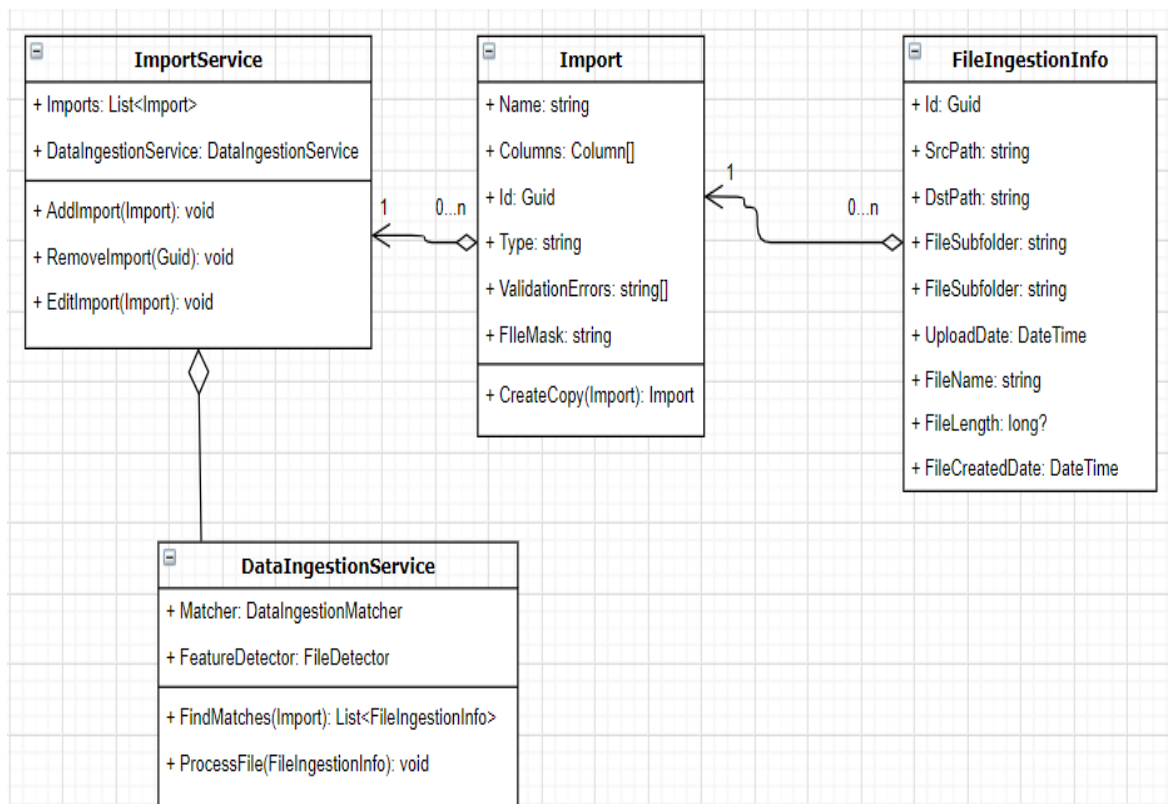 ImportService
+ Imports: List<Import>
+ DataIngestionService: DataIngestionService
+ AddImport(Import): void
+ RemoveImport(Guid): void
+ EditImport(Import): void
1
0...n
Import
+ Name: string
+ Columns: Column[]
+ Id: Guid
+ Type: string
+ ValidationErrors: string[]
+ FIleMask: string
+ CreateCopy(Import): Import
1
0...n
FileIngestionInfo
+ Id: Guid
+ SrcPath: string
+ DstPath: string
+ FileSubfolder: string
+ FileSubfolder: string
+ UploadDate: DateTime
+ FileName: string
+ FileLength: long?
+ FileCreatedDate: DateTime
DataIngestionService
+ Matcher: DataIngestionMatcher
+ FeatureDetector: FileDetector
+ FindMatches(Import): List<FileIngestionInfo>
+ ProcessFile(FileIngestionInfo): void